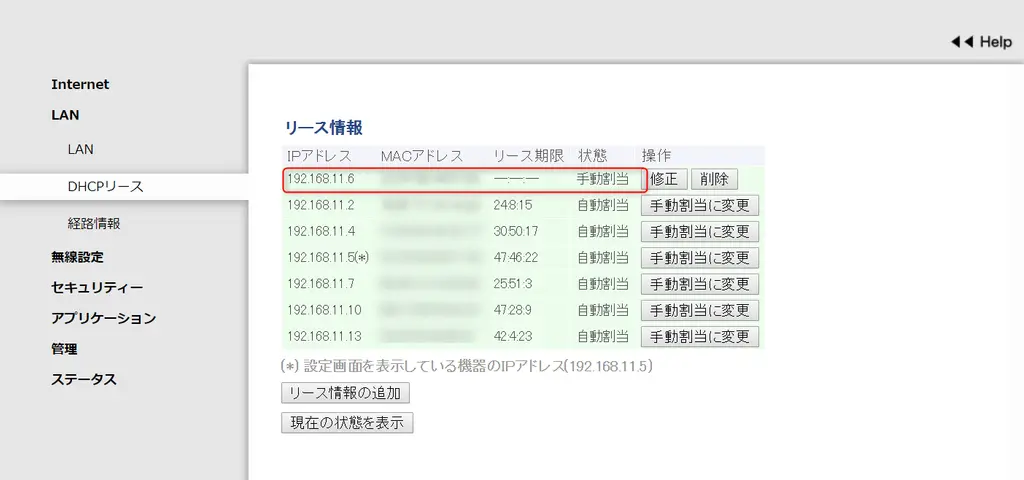 ◀◀ Help
Internet
LAN
LAN
DHCPリース
経路情報
無線設定
セキュリティー
アプリケーション
管理
ステータス
リース情報
IPアドレス MACアドレス リース期限 状態 操作
192.168.11.6 —:—:— 手動割当 修正 削除
192.168.11.2 24:8:15 自動割当 手動割当に変更
192.168.11.4 30:50:17 自動割当 手動割当に変更
192.168.11.5(*) 47:46:22 自動割当 手動割当に変更
192.168.11.7 25:51:3 自動割当 手動割当に変更
192.168.11.10 47:28:9 自動割当 手動割当に変更
192.168.11.13 42:4:23 自動割当 手動割当に変更
(*) 設定画面を表示している機器のIPアドレス(192.168.11.5)
リース情報の追加
現在の状態を表示